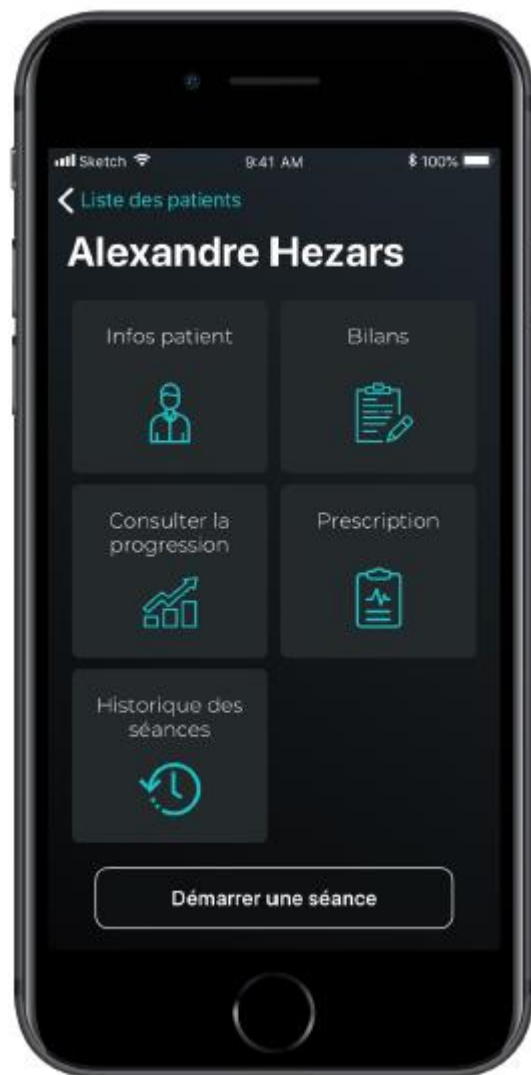 Sketch 9:41 AM 100%
Liste des patients
Alexandre Hezars
Infos patient
Bilans
Consulter la
progression
Prescription
Historique des
séances
Démarrer une séance